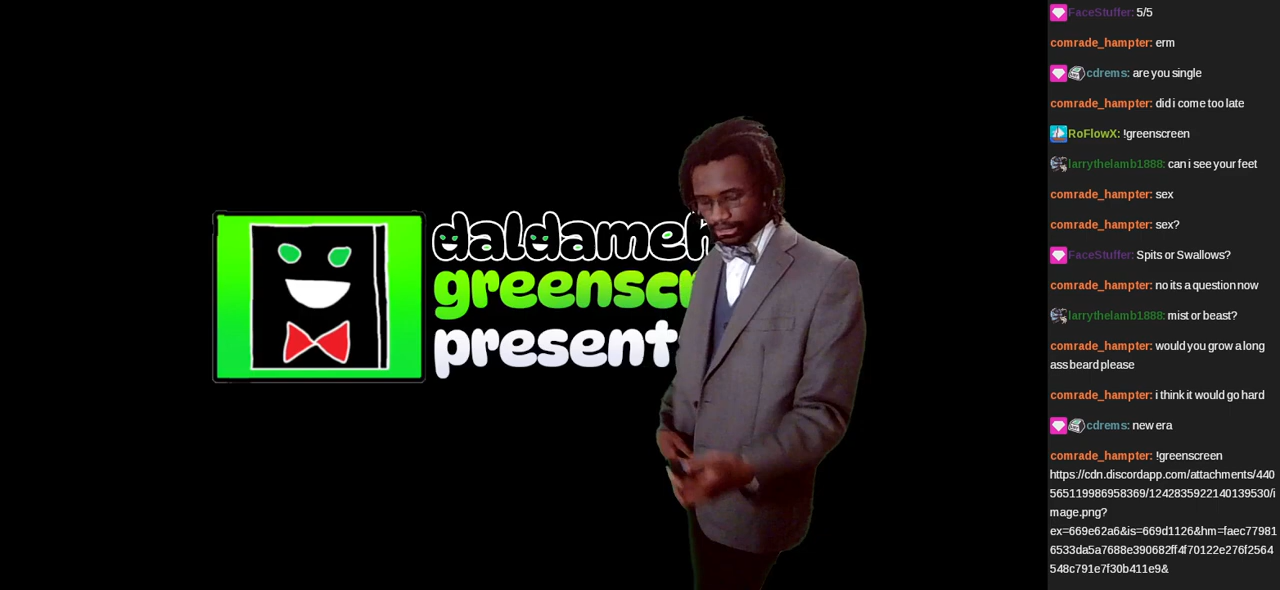 daldameh
greenscr
present
FaceStuffer: 5/5
comrade_hampter: erm
cdrems: are you single
comrade_hampter: did i come too late
RoFlowX: !greenscreen
larrythelamb1888: can i see your feet
comrade_hampter: sex
comrade_hampter: sex?
FaceStuffer: Spits or Swallows?
comrade_hampter: no its a question now
larrythelamb1888: mist or beast?
comrade_hampter: would you grow a long
ass beard please
comrade_hampter: i think it would go hard
cdrems: new era
comrade_hampter: !greenscreen
https://cdn.discordapp.com/attachments/440
565119986958369/1242835922140139530/i
mage.png?
ex=669e62a6&is=669d1126&hm=faec77981
6533da5a7688e390682ff4f70122e276f2564
548c791e7f30b411e9&